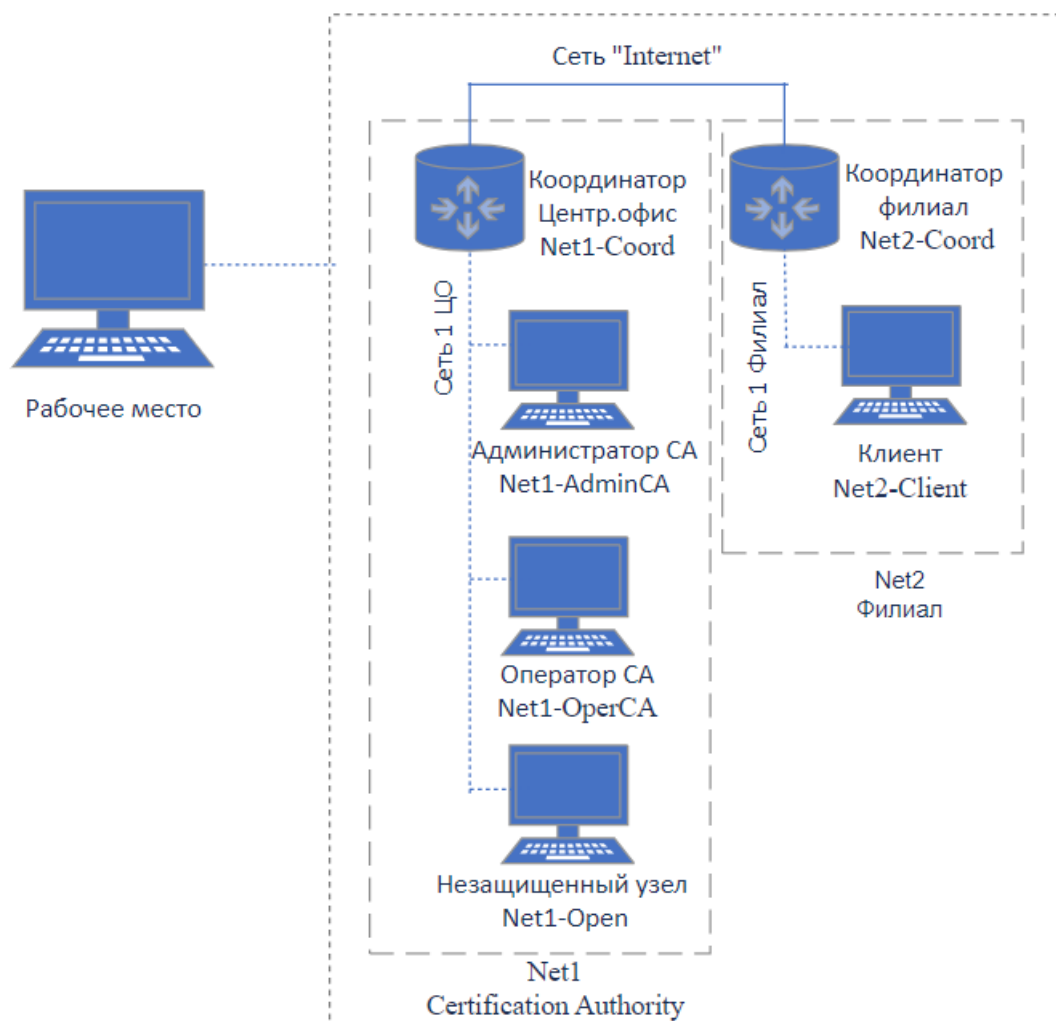 Сеть "Internet"
Координатор
Центр.офис
Net1-Coord
Координатор
филиал
Net2-Coord
Рабочее место
Сеть 1 ЦО
Сеть 1 Филиал
Администратор CA
Net1-AdminCA
Клиент
Net2-Client
Оператор CA
Net1-OperCA
Net2
Филиал
Незащищенный узел
Net1-Open
Net1
Certification Authority